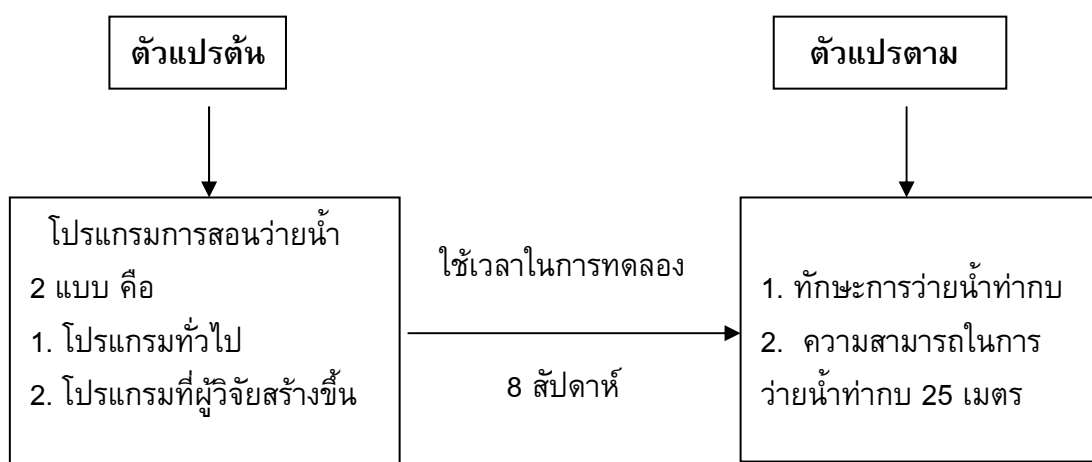 ตัวแปรต้น
ตัวแปรตาม
โปรแกรมการสอนว่ายน้ำ
2 แบบ คือ
1. โปรแกรมทั่วไป
2. โปรแกรมที่ผู้วิจัยสร้างขึ้น
ใช้เวลาในการทดลอง
8 สัปดาห์
1. ทักษะการว่ายน้ำท่ากบ
2. ความสามารถในการ
ว่ายน้ำท่ากบ 25 เมตร